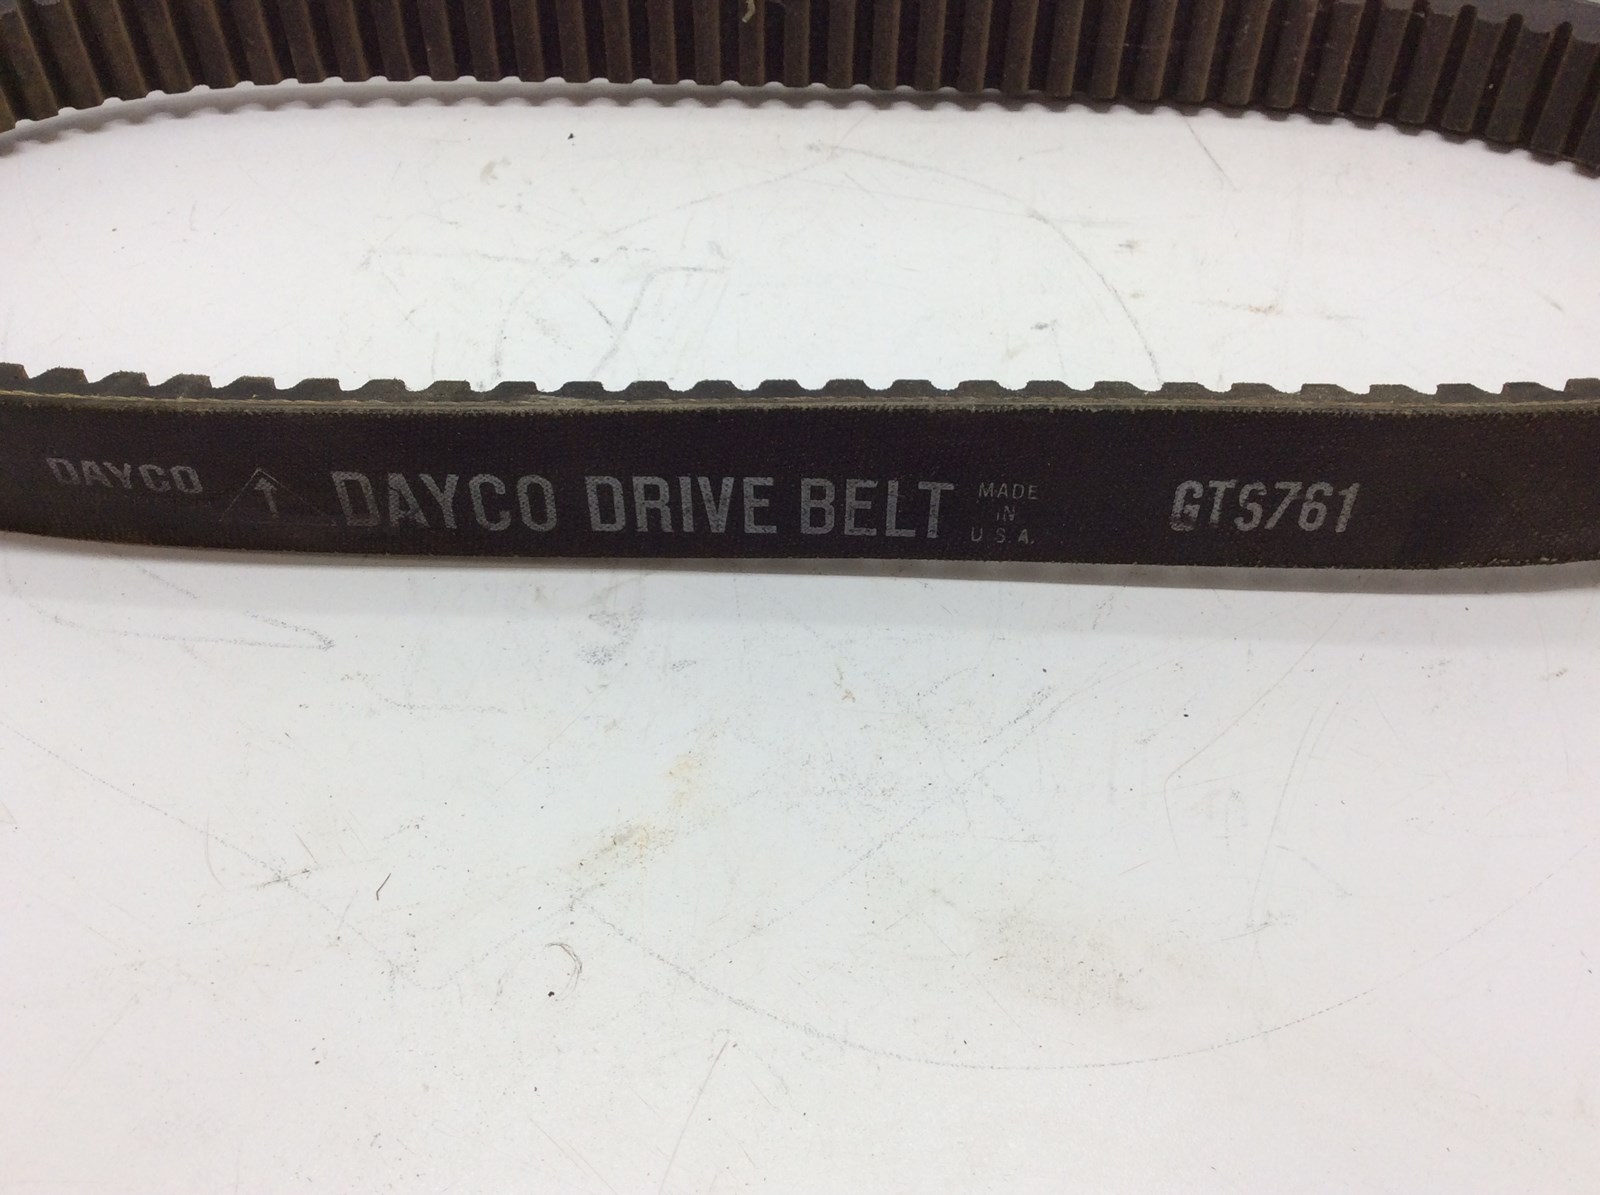 DAYCO DAYCO DRIVE BELT
MADE
IN
U.S.A.
GTS761